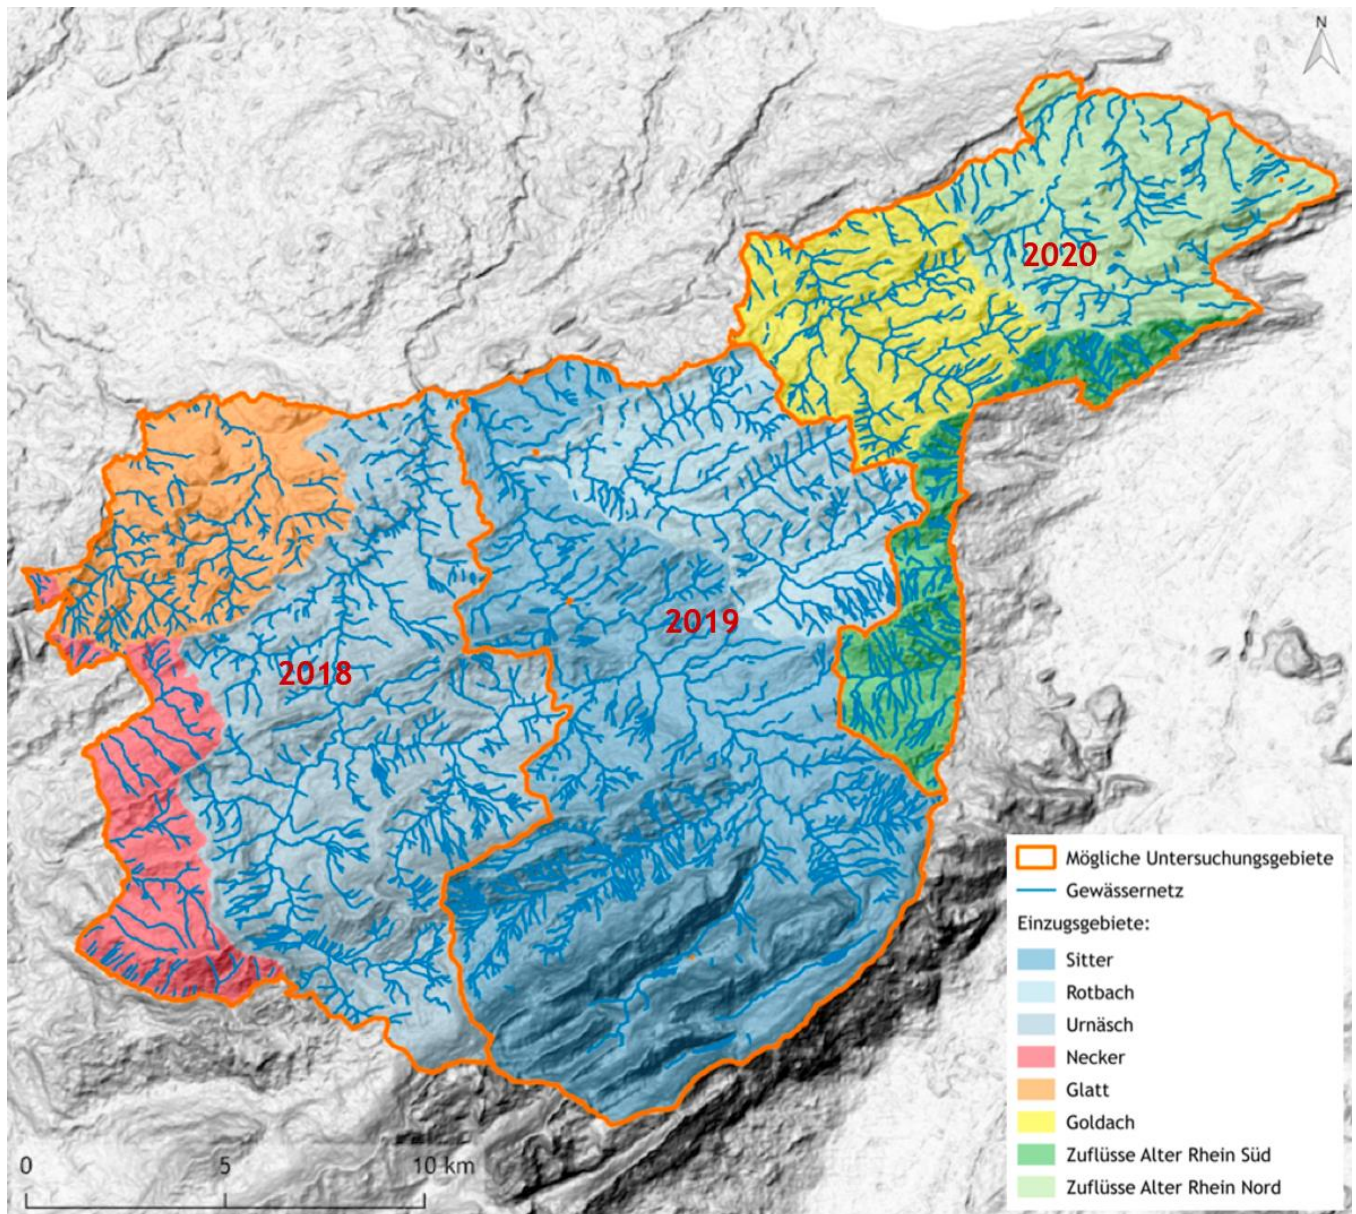 N
2020
2019
2018
Mögliche Untersuchungsgebiete
Gewässernetz
Einzugsgebiete:
Sitter
Rotbach
Urnäsch
Necker
Glatt
Goldach
Zuflüsse Alter Rhein Süd
Zuflüsse Alter Rhein Nord
0 5 10 km